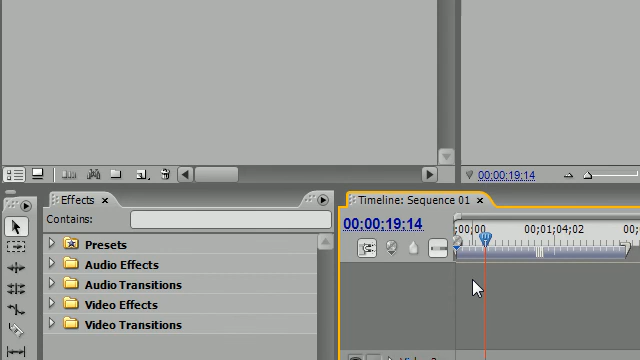 00;00;19;14
Effects ×
Timeline: Sequence 01 ×
Contains:
00;00;19;14
;00;00
00;01;04;02
00;
Presets
Audio Effects
Audio Transitions
Video Effects
Video Transitions